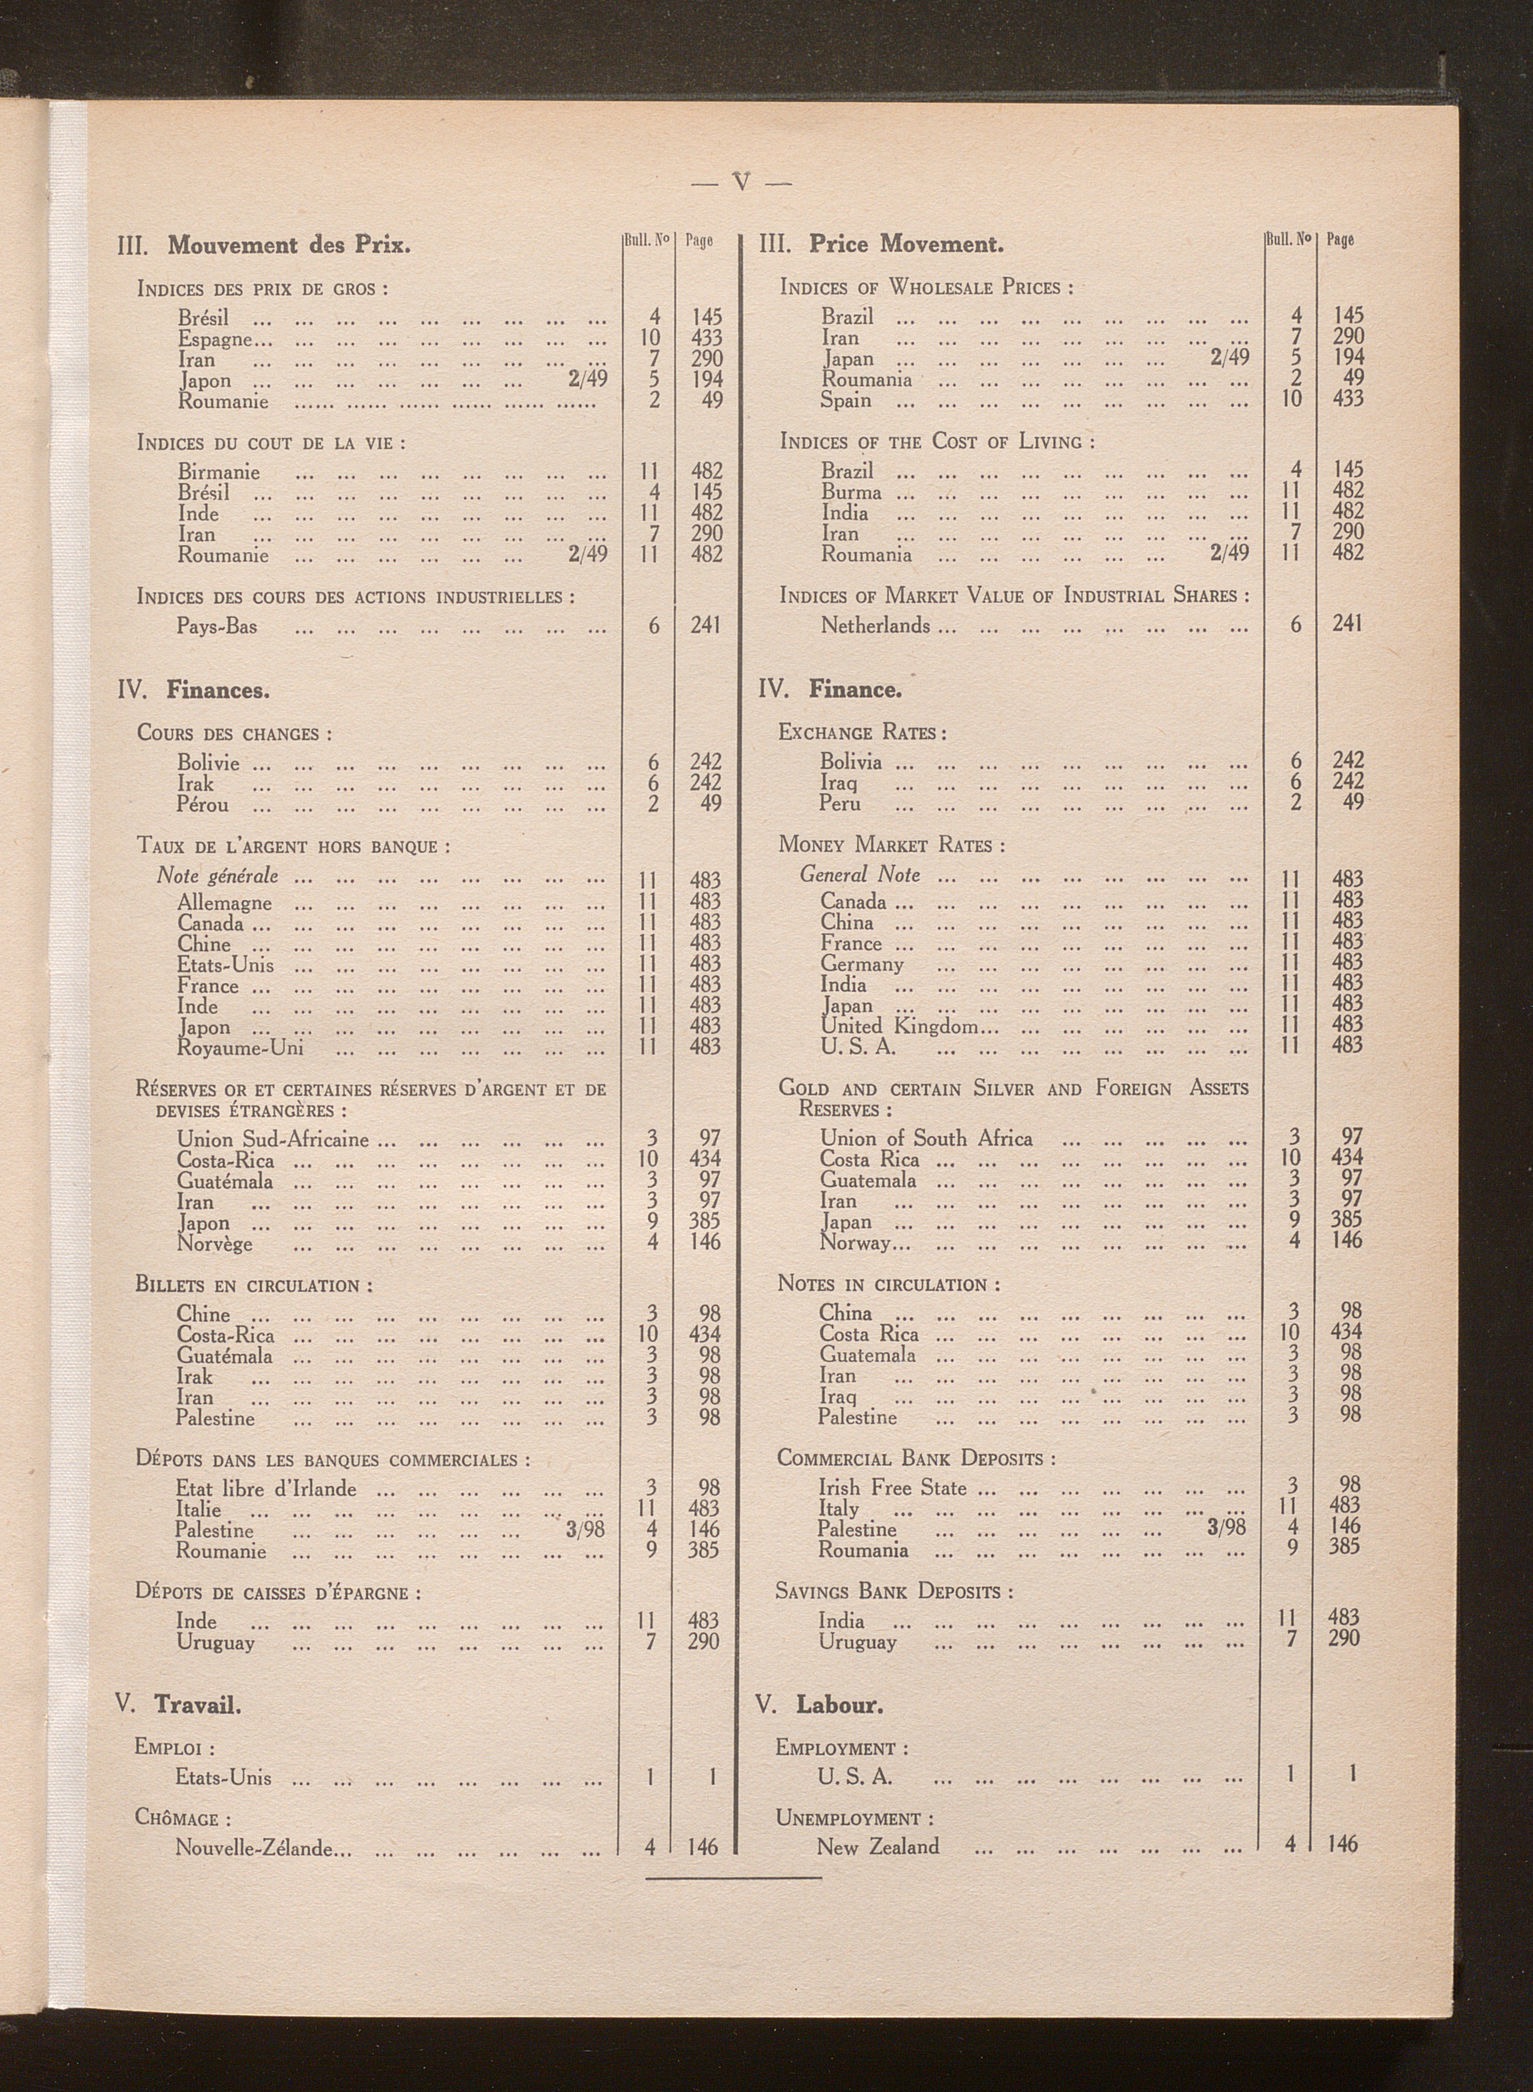 — V —
III. Mouvement des Prix. Bull. No Page
INDICES DES PRIX DE GROS :
Brésil ... ... ... ... ... ... ... ... ... 4 145
Espagne... ... ... ... ... ... ... ... ... 10 433
Iran ... ... ... ... ... ... ... ... ... 7 290
Japon ... ... ... ... ... ... ... 2/49 5 194
Roumanie ...... ...... ...... ...... ...... ...... 2 49
INDICES DU COUT DE LA VIE :
Birmanie ... ... ... ... ... ... ... ... 11 482
Brésil ... ... ... ... ... ... ... ... ... 4 145
Inde ... ... ... ... ... ... ... ... ... 11 482
Iran ... ... ... ... ... ... ... ... ... 7 290
Roumanie ... ... ... ... ... ... 2/49 11 482
INDICES DES COURS DES ACTIONS INDUSTRIELLES :
Pays-Bas ... ... ... ... ... ... ... ... 6 241
IV. Finances.
COURS DES CHANGES :
Bolivie ... ... ... ... ... ... ... ... ... 6 242
Irak ... ... ... ... ... ... ... ... ... 6 242
Pérou ... ... ... ... ... ... ... ... ... 2 49
TAUX DE L'ARGENT HORS BANQUE :
Note générale ... ... ... ... ... ... ... ... 11 483
Allemagne ... ... ... ... ... ... ... ... 11 483
Canada ... ... ... ... ... ... ... ... ... 11 483
Chine ... ... ... ... ... ... ... ... ... 11 483
Etats-Unis ... ... ... ... ... ... ... ... 11 483
France ... ... ... ... ... ... ... ... ... 11 483
Inde ... ... ... ... ... ... ... ... ... 11 483
Japon ... ... ... ... ... ... ... ... ... 11 483
Royaume-Uni ... ... ... ... ... ... ... 11 483
RÉSERVES OR ET CERTAINES RÉSERVES D'ARGENT ET DE
DEVISES ÉTRANGÈRES :
Union Sud-Africaine ... ... ... ... ... ... 3 97
Costa-Rica ... ... ... ... ... ... ... ... 10 434
Guatémala ... ... ... ... ... ... ... ... 3 97
Iran ... ... ... ... ... ... ... ... ... 3 97
Japon ... ... ... ... ... ... ... ... ... 9 385
Norvège ... ... ... ... ... ... ... ... 4 146
BILLETS EN CIRCULATION :
Chine ... ... ... ... ... ... ... ... ... 3 98
Costa-Rica ... ... ... ... ... ... ... ... 10 434
Guatémala ... ... ... ... ... ... ... ... 3 98
Irak ... ... ... ... ... ... ... ... ... 3 98
Iran ... ... ... ... ... ... ... ... ... 3 98
Palestine ... ... ... ... ... ... ... ... 3 98
DÉPOTS DANS LES BANQUES COMMERCIALES :
Etat libre d'Irlande ... ... ... ... ... ... 3 98
Italie ... ... ... ... ... ... ... ... ... 11 483
Palestine ... ... ... ... ... ... 3/98 4 146
Roumanie ... ... ... ... ... ... ... ... 9 385
DÉPOTS DE CAISSES D'ÉPARGNE :
Inde ... ... ... ... ... ... ... ... ... 11 483
Uruguay ... ... ... ... ... ... ... ... 7 290
V. Travail.
EMPLOI :
Etats-Unis ... ... ... ... ... ... ... ... 1 1
CHÔMAGE :
Nouvelle-Zélande... ... ... ... ... ... ... 4 146
III. Price Movement. Bull. No Page
INDICES OF WHOLESALE PRICES :
Brazil ... ... ... ... ... ... ... ... ... 4 145
Iran ... ... ... ... ... ... ... ... ... 7 290
Japan ... ... ... ... ... ... ... 2/49 5 194
Roumania ... ... ... ... ... ... ... ... 2 49
Spain ... ... ... ... ... ... ... ... ... 10 433
INDICES OF THE COST OF LIVING :
Brazil ... ... ... ... ... ... ... ... ... 4 145
Burma ... ... ... ... ... ... ... ... ... 11 482
India ... ... ... ... ... ... ... ... ... 11 482
Iran ... ... ... ... ... ... ... ... ... 7 290
Roumania ... ... ... ... ... ... 2/49 11 482
INDICES OF MARKET VALUE OF INDUSTRIAL SHARES :
Netherlands ... ... ... ... ... ... ... ... 6 241
IV. Finance.
EXCHANGE RATES :
Bolivia ... ... ... ... ... ... ... ... ... 6 242
Iraq ... ... ... ... ... ... ... ... ... 6 242
Peru ... ... ... ... ... ... ... ... ... 2 49
MONEY MARKET RATES :
General Note ... ... ... ... ... ... ... ... 11 483
Canada ... ... ... ... ... ... ... ... ... 11 483
China ... ... ... ... ... ... ... ... ... 11 483
France ... ... ... ... ... ... ... ... ... 11 483
Germany ... ... ... ... ... ... ... ... 11 483
India ... ... ... ... ... ... ... ... ... 11 483
Japan ... ... ... ... ... ... ... ... ... 11 483
United Kingdom... ... ... ... ... ... ... 11 483
U. S. A. ... ... ... ... ... ... ... ... 11 483
GOLD AND CERTAIN SILVER AND FOREIGN ASSETS
RESERVES :
Union of South Africa ... ... ... ... ... 3 97
Costa Rica ... ... ... ... ... ... ... ... 10 434
Guatemala ... ... ... ... ... ... ... ... 3 97
Iran ... ... ... ... ... ... ... ... ... 3 97
Japan ... ... ... ... ... ... ... ... ... 9 385
Norway... ... ... ... ... ... ... ... ... 4 146
NOTES IN CIRCULATION :
China ... ... ... ... ... ... ... ... ... 3 98
Costa Rica ... ... ... ... ... ... ... ... 10 434
Guatemala ... ... ... ... ... ... ... ... 3 98
Iran ... ... ... ... ... ... ... ... ... 3 98
Iraq ... ... ... ... ... ... ... ... ... 3 98
Palestine ... ... ... ... ... ... ... ... 3 98
COMMERCIAL BANK DEPOSITS :
Irish Free State ... ... ... ... ... ... ... 3 98
Italy ... ... ... ... ... ... ... ... ... 11 483
Palestine ... ... ... ... ... ... 3/98 4 146
Roumania ... ... ... ... ... ... ... ... 9 385
SAVINGS BANK DEPOSITS :
India ... ... ... ... ... ... ... ... ... 11 483
Uruguay ... ... ... ... ... ... ... ... 7 290
V. Labour.
EMPLOYMENT :
U. S. A. ... ... ... ... ... ... ... ... 1 1
UNEMPLOYMENT :
New Zealand ... ... ... ... ... ... ... 4 146